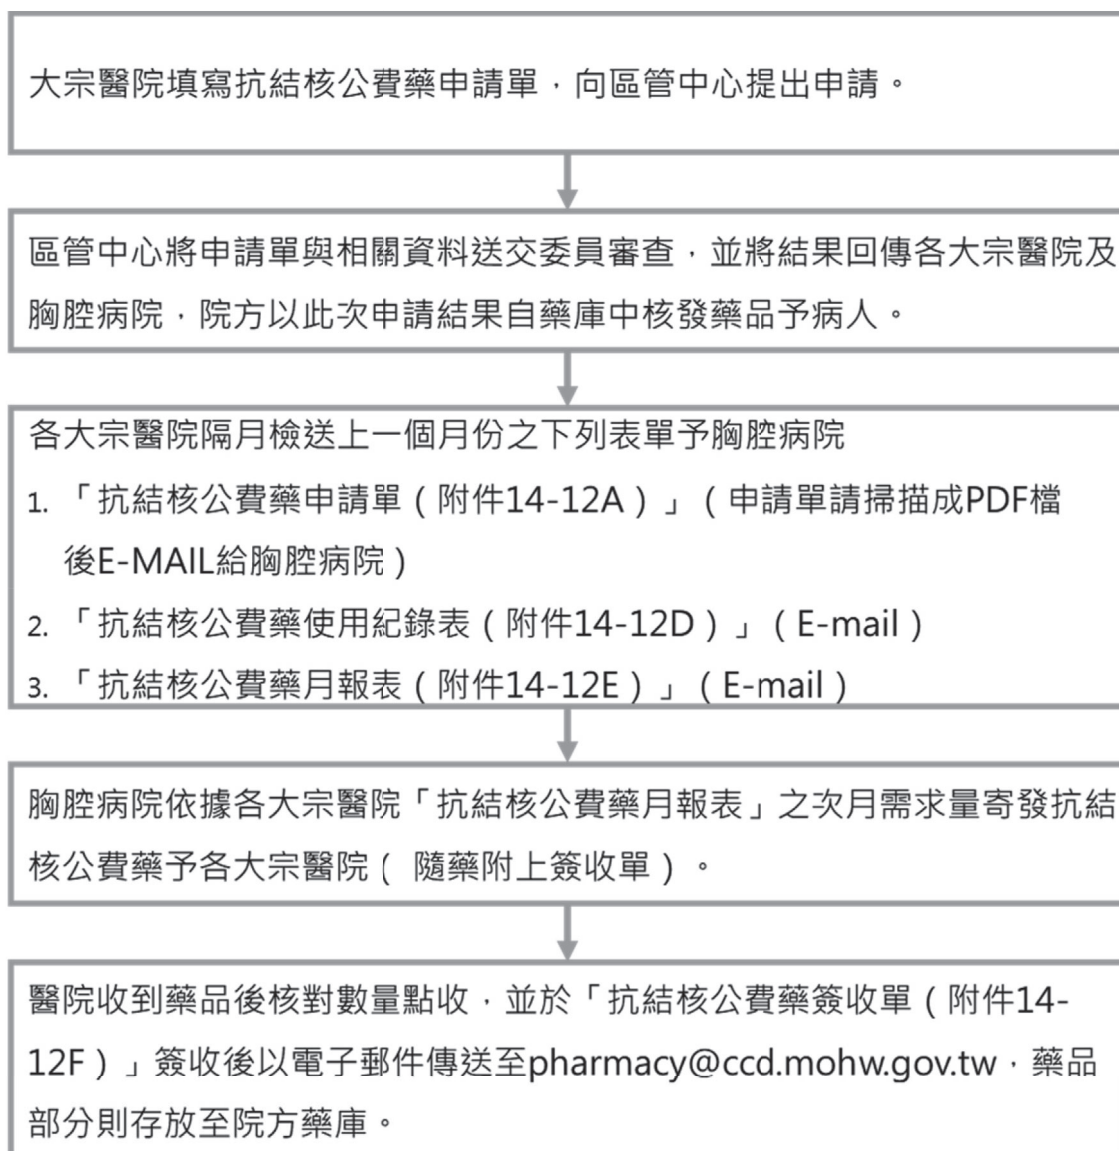 大宗醫院填寫抗結核公費藥申請單，向區管中心提出申請。
區管中心將申請單與相關資料送交委員審查，並將結果回傳各大宗醫院及
胸腔病院，院方以此次申請結果自藥庫中核發藥品予病人。
各大宗醫院隔月檢送上一個月份之下列表單予胸腔病院
1. 「抗結核公費藥申請單（附件14-12A）」（申請單請掃描成PDF檔
後E-MAIL給胸腔病院）
2. 「抗結核公費藥使用紀錄表（附件14-12D）」（E-mail）
3. 「抗結核公費藥月報表（附件14-12E）」（E-mail）
胸腔病院依據各大宗醫院「抗結核公費藥月報表」之次月需求量寄發抗結
核公費藥予各大宗醫院（ 隨藥附上簽收單）。
醫院收到藥品後核對數量點收，並於「抗結核公費藥簽收單（附件14-
12F）」簽收後以電子郵件傳送至pharmacy@ccd.mohw.gov.tw，藥品
部分則存放至院方藥庫。